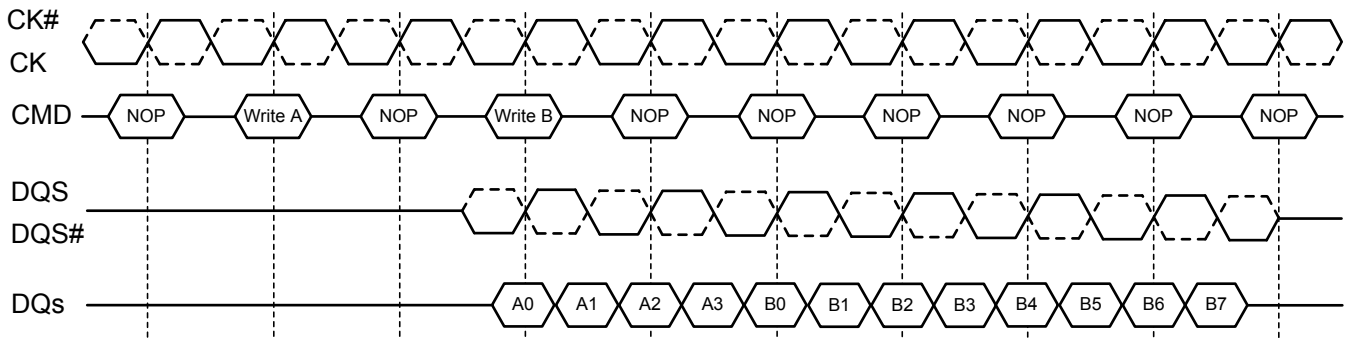 CK#
CK
CMD NOP Write A NOP Write B NOP NOP NOP NOP NOP NOP
DQS
DQS#
DQs A0 A1 A2 A3 B0 B1 B2 B3 B4 B5 B6 B7